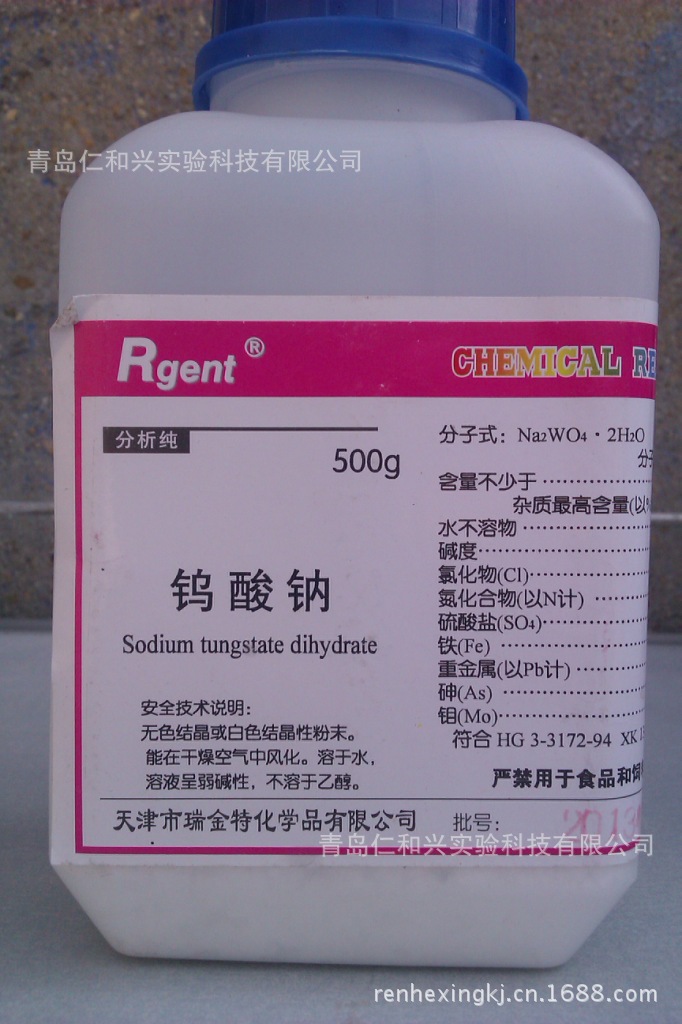 青岛仁和兴实验科技有限公司
Rgent®
CHEMICAL RE
分析纯
500g
钨酸钠
Sodium tungstate dihydrate
安全技术说明:
无色结晶或白色结晶性粉末。
能在干燥空气中风化。溶于水,
溶液呈弱碱性，不溶于乙醇。
分子式: Na₂WO₄·2H₂O
分子
含量不少于
杂质最高含量(以%
水不溶物
碱度
氯化物(Cl)
氮化合物(以N计)
硫酸盐(SO₄)
铁(Fe)
重金属(以Pb计)
砷(As)
钼(Mo)
符合 HG 3-3172-94 XK 1
严禁用于食品和饲
天津市瑞金特化学品有限公司
批号: 2013
青岛仁和兴实验科技有限公司
renhexingkj.cn.1688.com